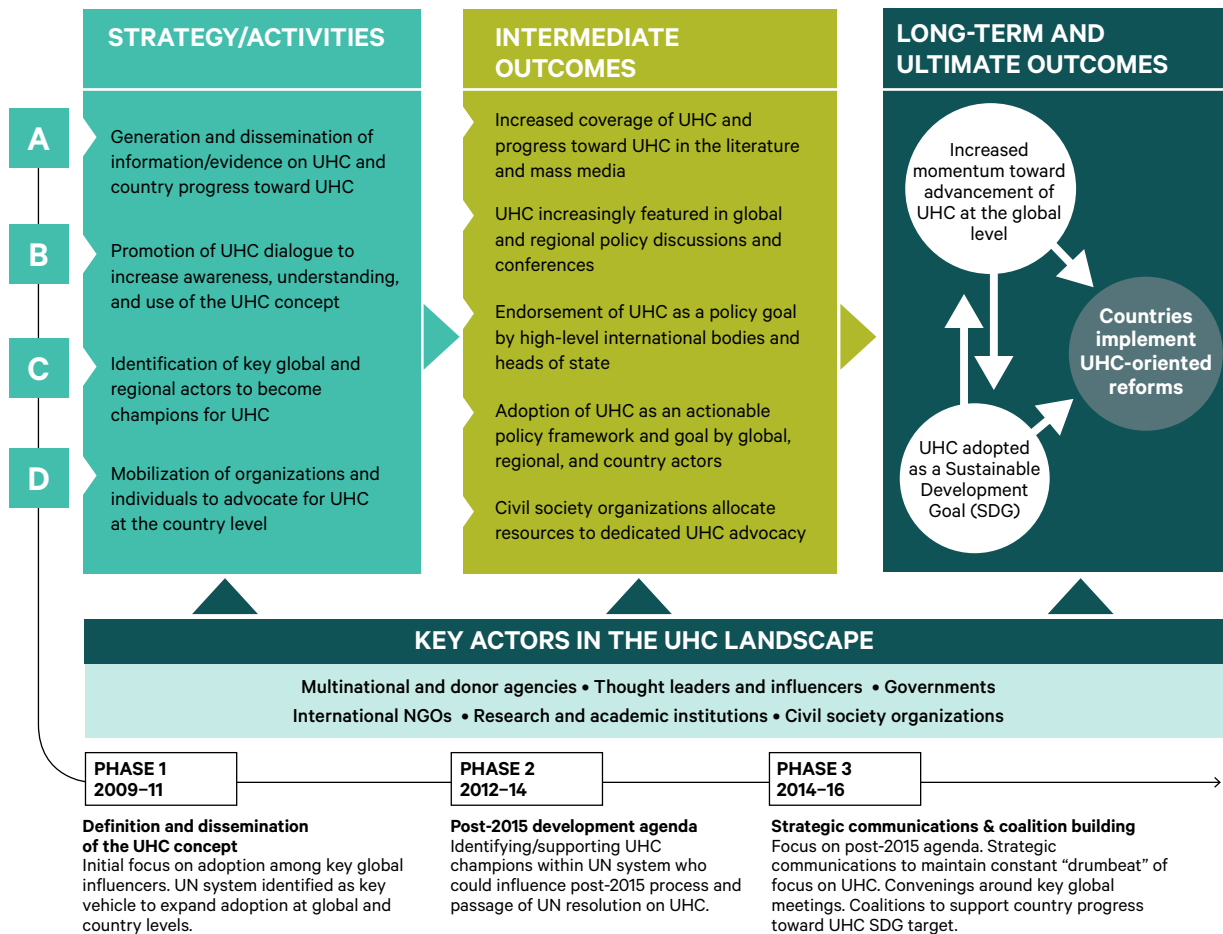 STRATEGY/ACTIVITIES
A
Generation and dissemination of
information/evidence on UHC and
country progress toward UHC
B
Promotion of UHC dialogue to
increase awareness, understanding,
and use of the UHC concept
C
Identification of key global and
regional actors to become
champions for UHC
D
Mobilization of organizations and
individuals to advocate for UHC
at the country level
INTERMEDIATE
OUTCOMES
Increased coverage of UHC and
progress toward UHC in the literature
and mass media
UHC increasingly featured in global
and regional policy discussions and
conferences
Endorsement of UHC as a policy goal
by high-level international bodies and
heads of state
Adoption of UHC as an actionable
policy framework and goal by global,
regional, and country actors
Civil society organizations allocate
resources to dedicated UHC advocacy
LONG-TERM AND
ULTIMATE OUTCOMES
Increased
momentum toward
advancement of
UHC at the global
level
Countries
implement
UHC-oriented
reforms
UHC adopted
as a Sustainable
Development
Goal (SDG)
KEY ACTORS IN THE UHC LANDSCAPE
Multinational and donor agencies • Thought leaders and influencers • Governments
International NGOs • Research and academic institutions • Civil society organizations
PHASE 1
2009–11
Definition and dissemination
of the UHC concept
Initial focus on adoption among key global
influencers. UN system identified as key
vehicle to expand adoption at global and
country levels.
PHASE 2
2012–14
Post-2015 development agenda
Identifying/supporting UHC
champions within UN system who
could influence post-2015 process and
passage of UN resolution on UHC.
PHASE 3
2014–16
Strategic communications & coalition building
Focus on post-2015 agenda. Strategic
communications to maintain constant “drumbeat” of
focus on UHC. Convenings around key global
meetings. Coalitions to support country progress
toward UHC SDG target.